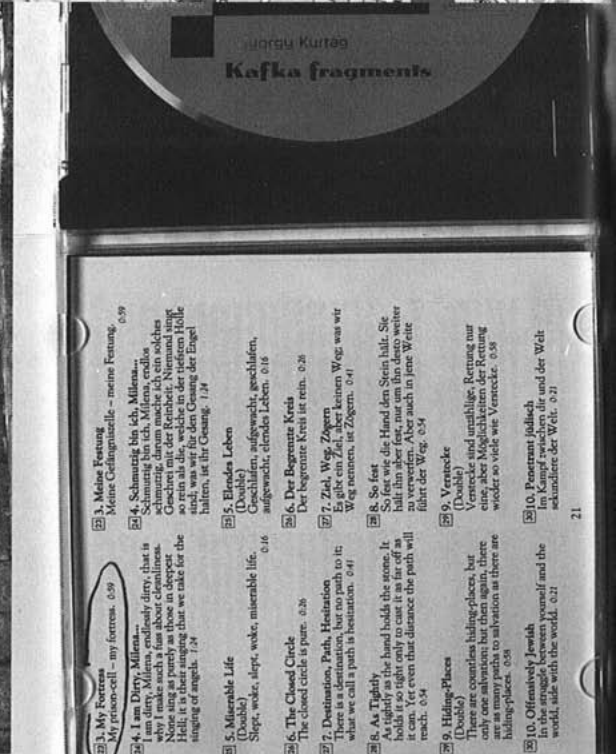 György Kurtág
Kafka fragments
23 3. My Fortress
My prison-cell – my fortress. 0:59
24 4. I am Dirty, Milena...
I am dirty, Milena, endlessly dirty, that is
why I make such a fuss about cleanliness.
None sing as purely as those in deepest
Hell; it is their singing that we take for the
singing of angels. 1:24
25 5. Miserable Life
(Double)
Slept, woke, slept, woke, miserable life. 0:16
26 6. The Closed Circle
The closed circle is pure. 0:26
27 7. Destination, Path, Hesitation
There is a destination, but no path to it;
what we call a path is hesitation. 0:41
28 8. As Tightly
As tightly as the hand holds the stone. It
holds it so tight only to cast it as far off as
it can. Yet even that distance the path will
reach. 0:54
29 9. Hiding-Places
(Double)
There are countless hiding-places, but
only one salvation; but then again, there
are as many paths to salvation as there are
hiding-places. 0:58
30 10. Offensively Jewish
In the struggle between yourself and the
world, side with the world. 0:21
23 3. Meine Festung
Meine Gefängniszelle – meine Festung. 0:59
24 4. Schmutzig bin ich, Milena...
Schmutzig bin ich, Milena, endlos
schmutzig, darum mache ich ein solches
Geschrei mit der Reinheit. Niemand singt
so rein als die, welche in der tiefsten Hölle
sind; was wir für den Gesang der Engel
halten, ist ihr Gesang. 1:24
25 5. Elendes Leben
(Double)
Geschlafen, aufgewacht, geschlafen,
aufgewacht, elendes Leben. 0:16
26 6. Der Begrenzte Kreis
Der begrenzte Kreis ist rein. 0:26
27 7. Ziel, Weg, Zögern
Es gibt ein Ziel, aber keinen Weg; was wir
Weg nennen, ist Zögern. 0:41
28 8. So fest
So fest wie die Hand den Stein hält. Sie
hält ihn aber fest, nur um ihn desto weiter
zu verwerfen. Aber auch in jene Weite
führt der Weg. 0:54
29 9. Verstecke
(Double)
Verstecke sind unzählige, Rettung nur
eine, aber Möglichkeiten der Rettung
wieder so viele wie Verstecke. 0:58
30 10. Penetrant jüdisch
Im Kampf zwischen dir und der Welt
sekundiere der Welt. 0:21
21